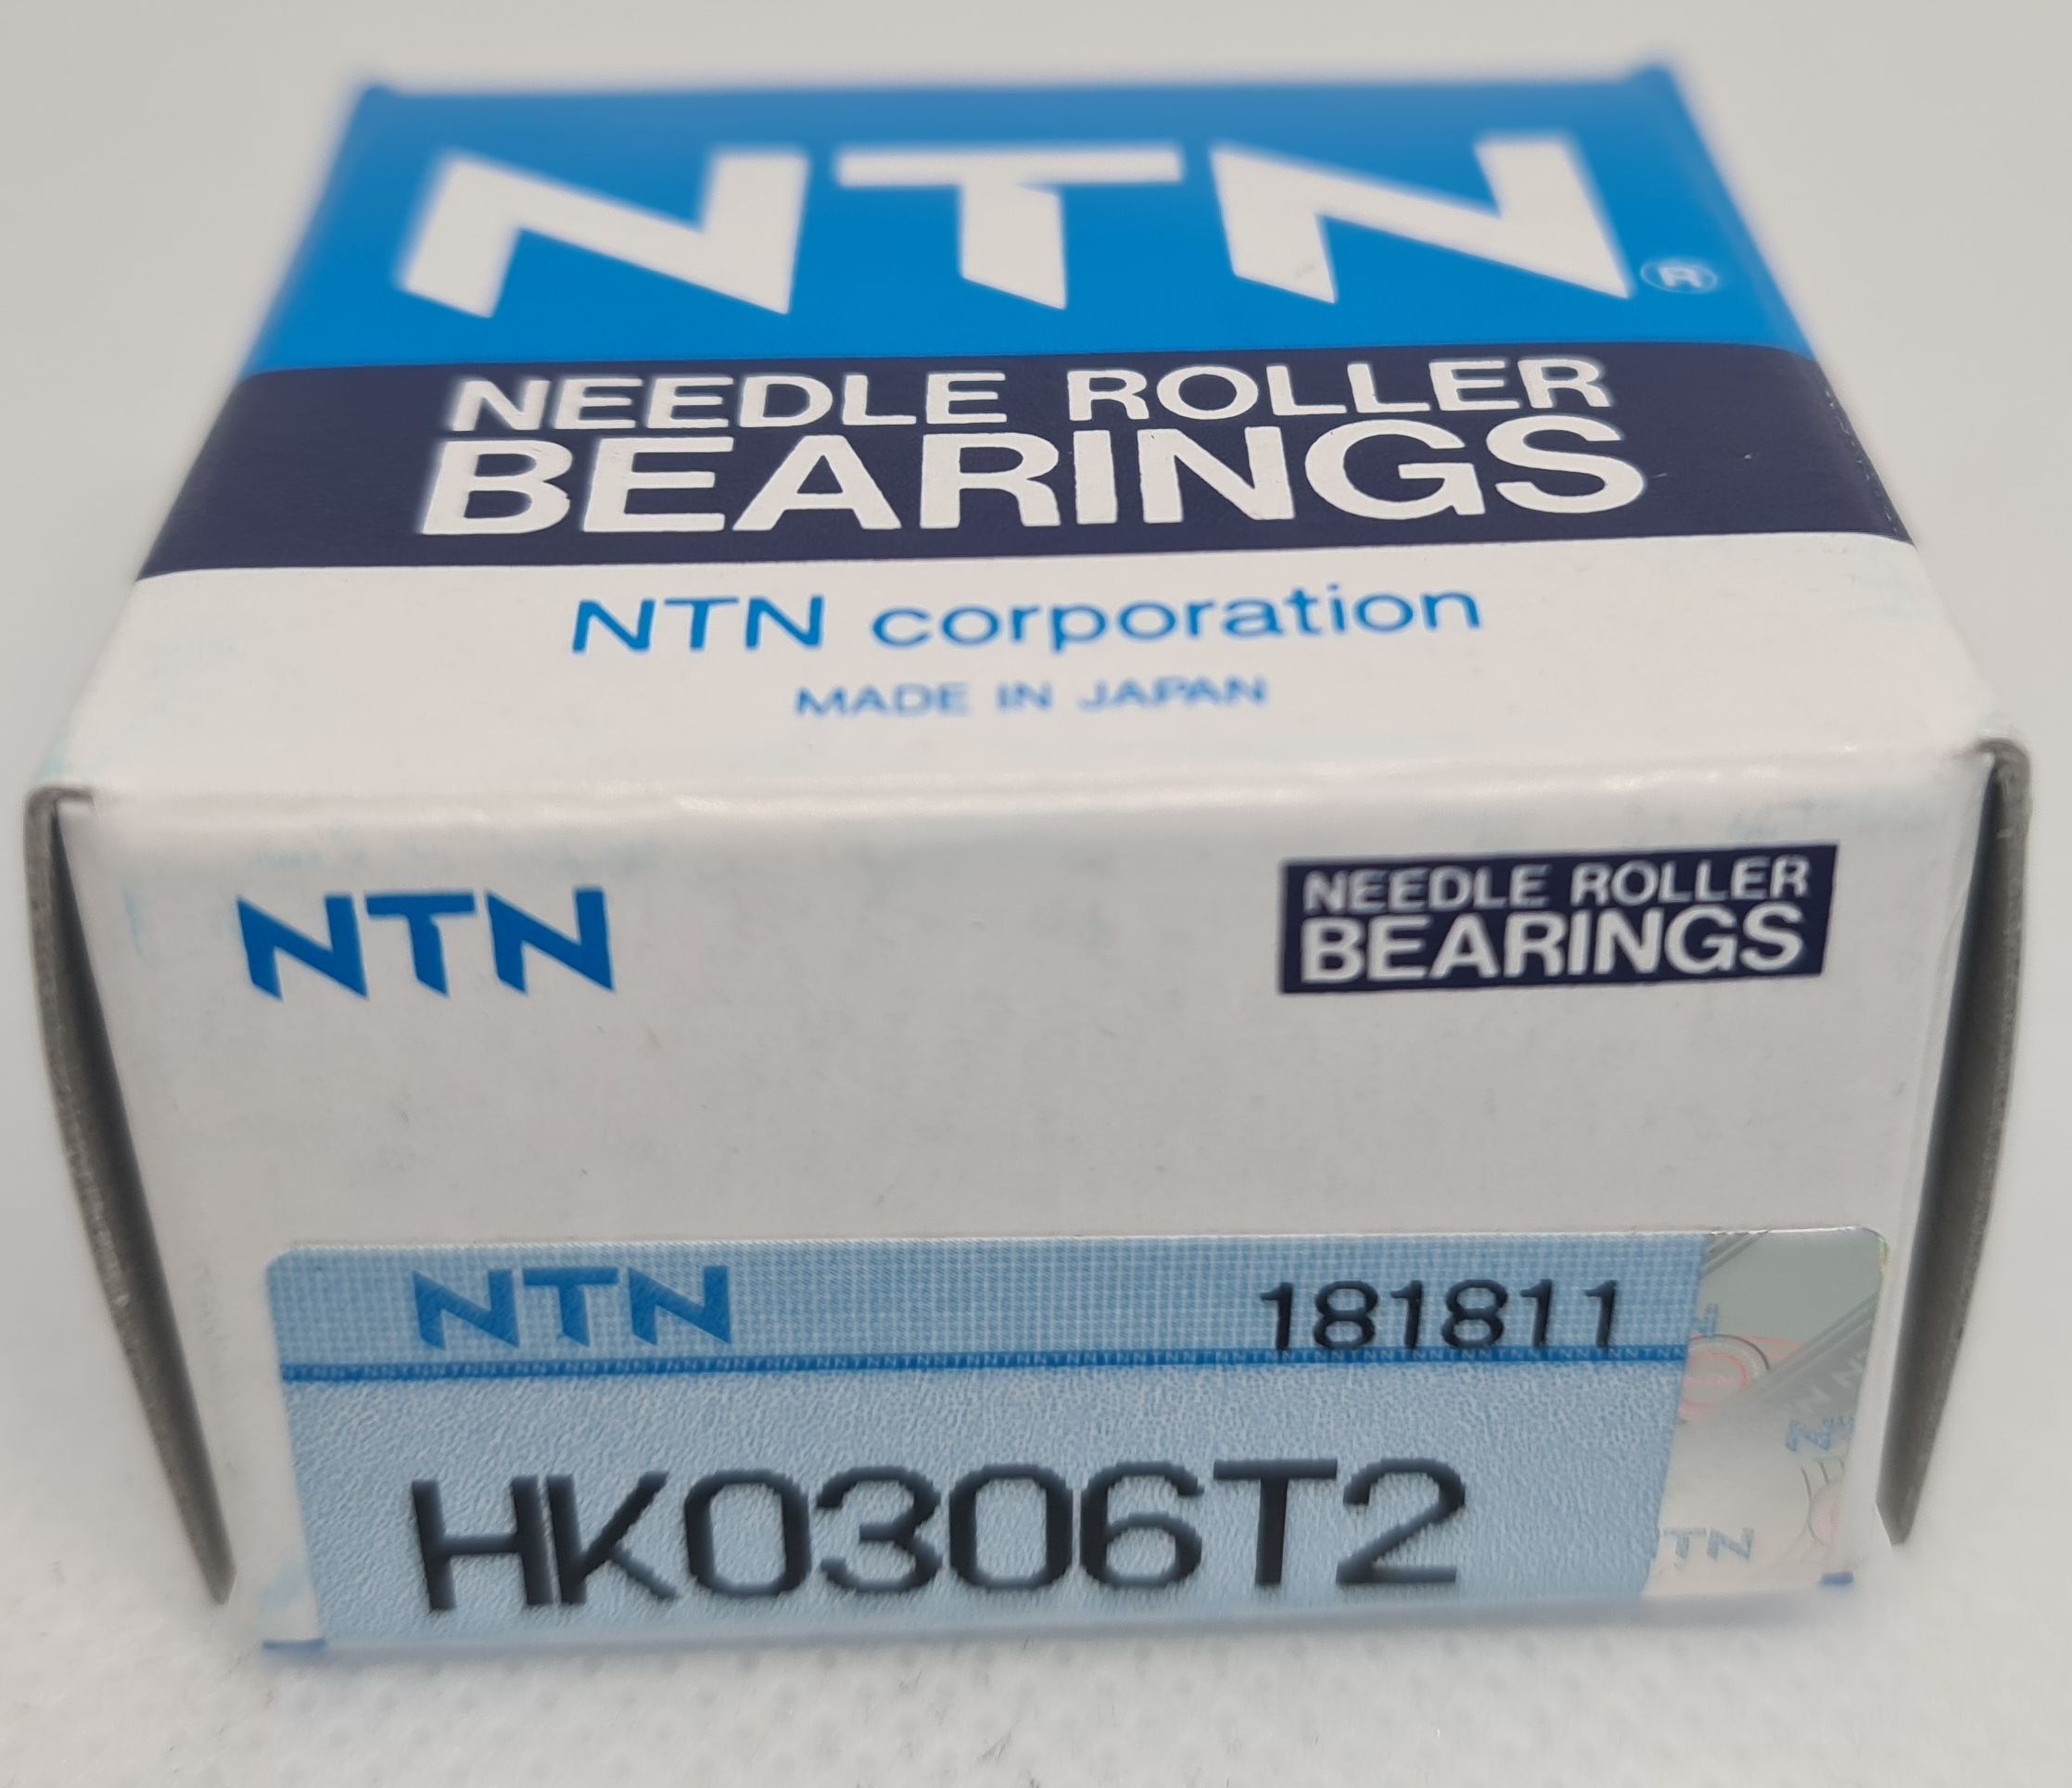 NTN®
NEEDLE ROLLER
BEARINGS
NTN corporation
MADE IN JAPAN
NTN
NEEDLE ROLLER
BEARINGS
NTN 181811
HK0306T2